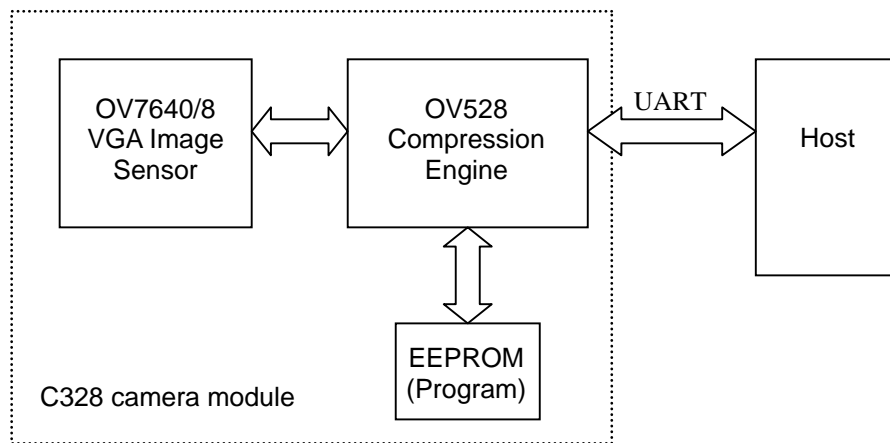 OV7640/8
VGA Image
Sensor
OV528
Compression
Engine
UART
Host
EEPROM
(Program)
C328 camera module